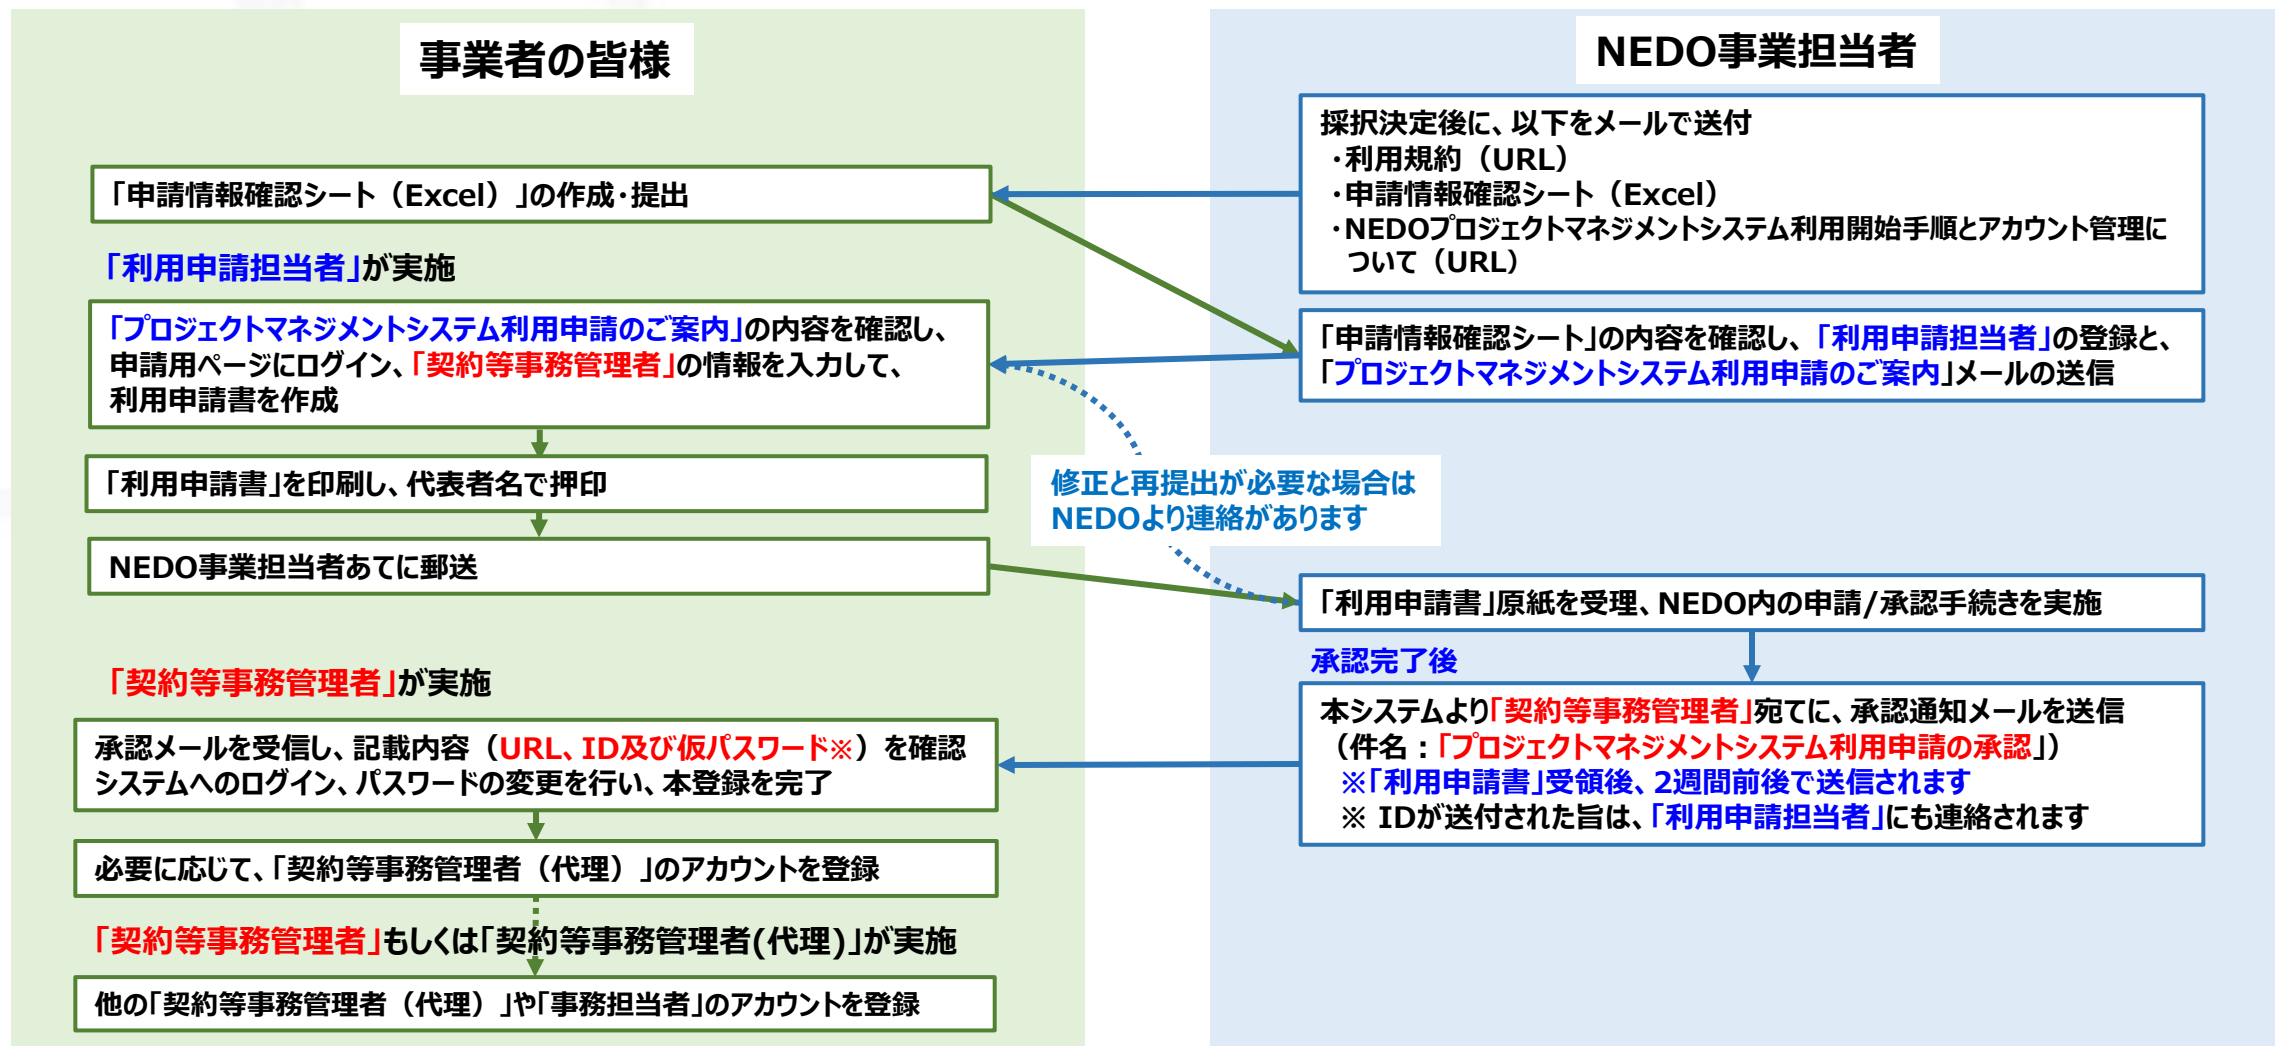 事業者の皆様
「申請情報確認シート（Excel）」の作成・提出
「利用申請担当者」が実施
「プロジェクトマネジメントシステム利用申請のご案内」の内容を確認し、
申請用ページにログイン、「契約等事務管理者」の情報を入力して、
利用申請書を作成
「利用申請書」を印刷し、代表者名で押印
NEDO事業担当者あてに郵送
「契約等事務管理者」が実施
承認メールを受信し、記載内容（URL、ID及び仮パスワード※）を確認
システムへのログイン、パスワードの変更を行い、本登録を完了
必要に応じて、「契約等事務管理者（代理）」のアカウントを登録
「契約等事務管理者」もしくは「契約等事務管理者(代理)」が実施
他の「契約等事務管理者（代理）」や「事務担当者」のアカウントを登録
修正と再提出が必要な場合は
NEDOより連絡があります
NEDO事業担当者
採択決定後に、以下をメールで送付
・利用規約（URL）
・申請情報確認シート（Excel）
・NEDOプロジェクトマネジメントシステム利用開始手順とアカウント管理に
ついて（URL）
「申請情報確認シート」の内容を確認し、「利用申請担当者」の登録と、
「プロジェクトマネジメントシステム利用申請のご案内」メールの送信
「利用申請書」原紙を受理、NEDO内の申請/承認手続きを実施
承認完了後
本システムより「契約等事務管理者」宛てに、承認通知メールを送信
（件名：「プロジェクトマネジメントシステム利用申請の承認」）
※「利用申請書」受領後、2週間前後で送信されます
※ IDが送付された旨は、「利用申請担当者」にも連絡されます